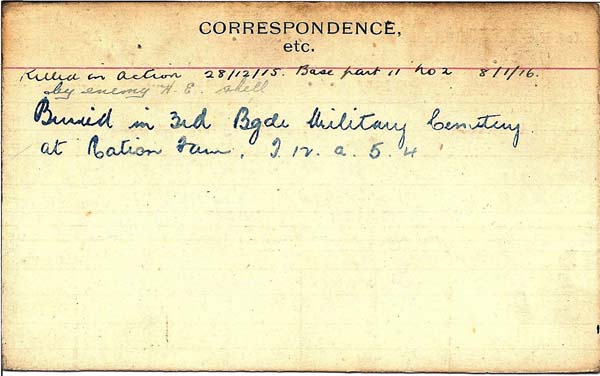 CORRESPONDENCE,
etc.
Killed in Action 28/12/15. Base part 11 No 2 8/1/16.
by enemy H. E. shell
Buried in 3rd Bgde Military Cemetery
at Ration Farm, I. 12. a. 5. 4